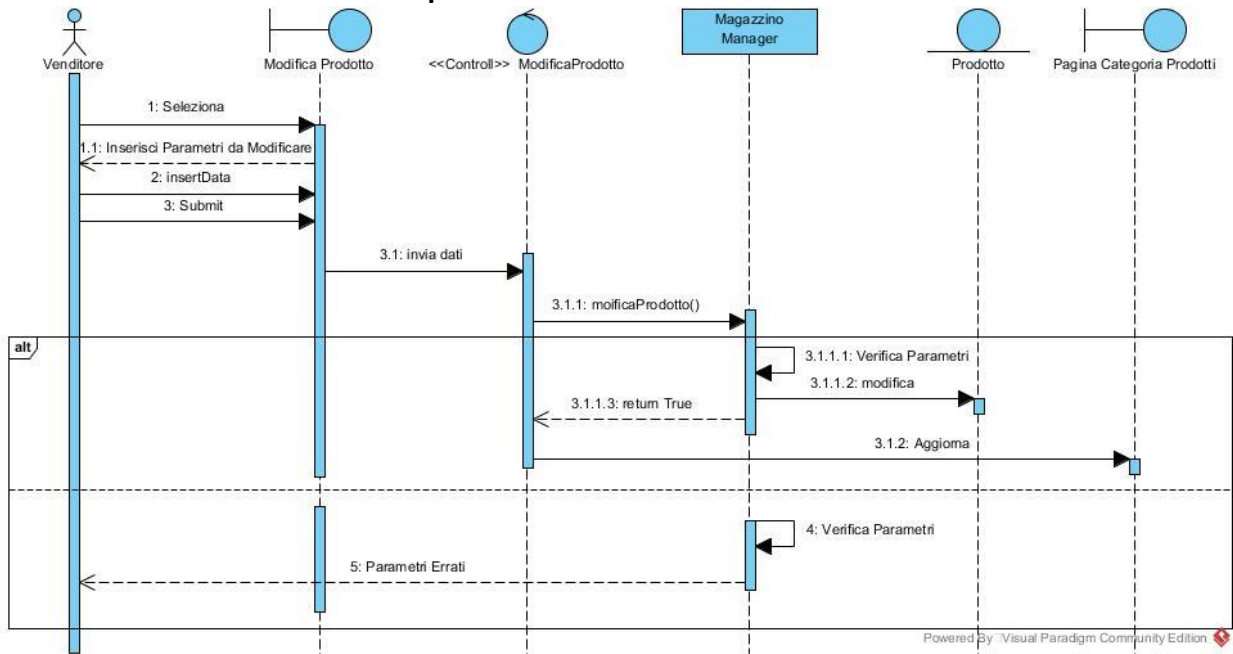 Magazzino
Manager
Venditore
Modifica Prodotto
<<Controll>> ModificaProdotto
Prodotto
Pagina Categoria Prodotti
1: Seleziona
1.1: Inserisci Parametri da Modificare
2: insertData
3: Submit
3.1: invia dati
3.1.1: moificaProdotto()
alt
3.1.1.1: Verifica Parametri
3.1.1.2: modifica
3.1.1.3: return True
3.1.2: Aggiorna
4: Verifica Parametri
5: Parametri Errati
Powered By Visual Paradigm Community Edition